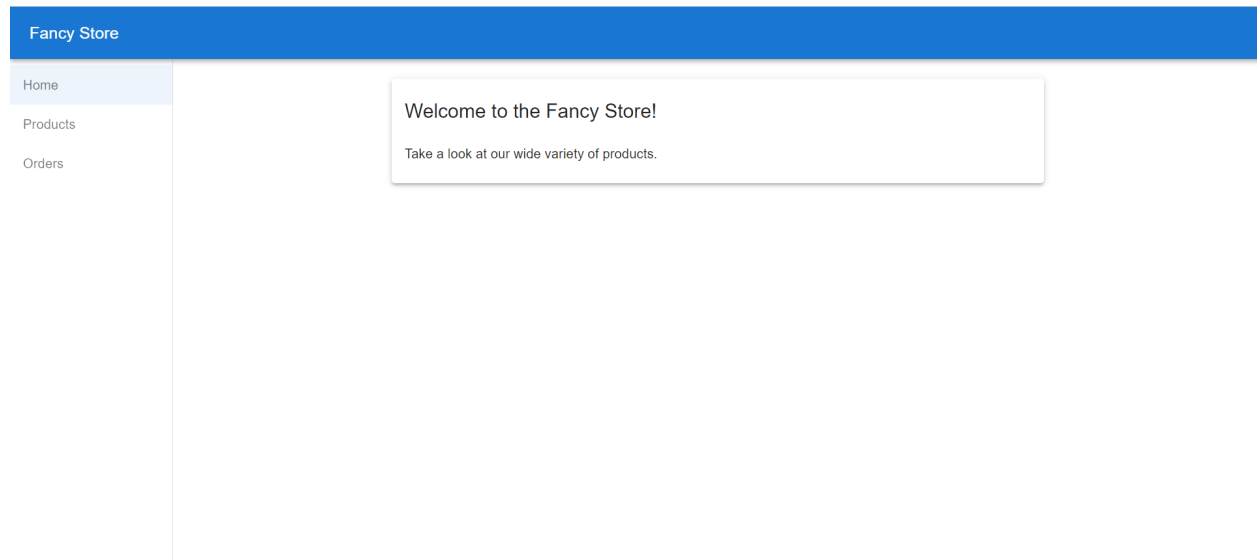 Fancy Store
Home
Products
Orders
Welcome to the Fancy Store!
Take a look at our wide variety of products.